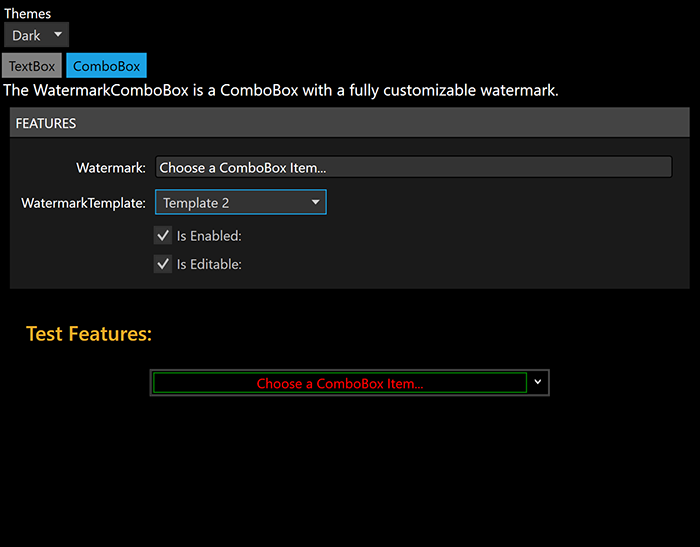 Themes
Dark
TextBox ComboBox
The WatermarkComboBox is a ComboBox with a fully customizable watermark.
FEATURES
Watermark: Choose a ComboBox Item...
WatermarkTemplate: Template 2
Is Enabled:
Is Editable:
Test Features:
Choose a ComboBox Item...